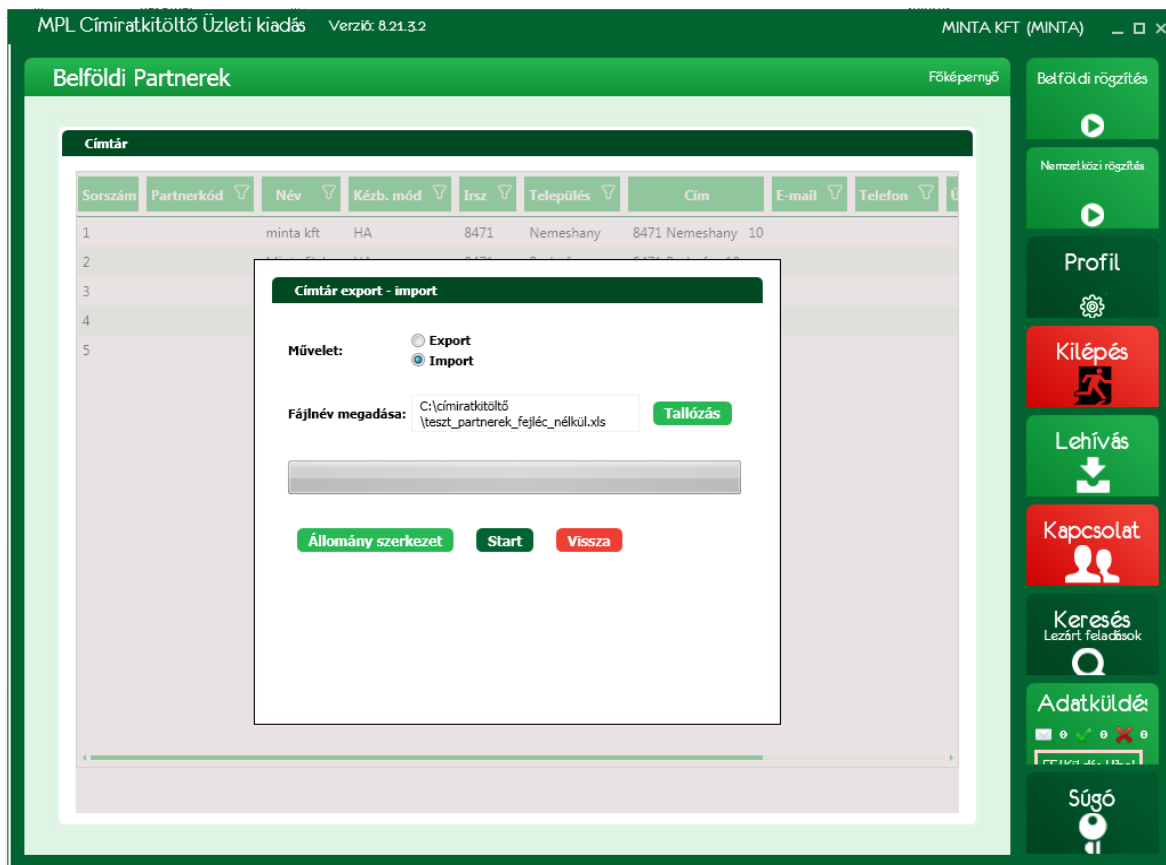 MPL Címiratkitöltő Üzleti kiadás Verzió: 8.21.3.2 MINTA KFT (MINTA)
Belföldi Partnerek Főképernyő
Címtár
Sorszám Partnerkód Név Kézb. mód Irsz Település Cím E-mail Telefon
1 minta kft HA 8471 Nemeshany 8471 Nemeshany 10
2
3
4
5
Címtár export - import
Művelet:
Export
Import
Fájlnév megadása:
C:\címiratkitöltő
\teszt_partnerek_fejléc_nélkül.xls
Tallózás
Állomány szerkezet Start Vissza
Belföldi rögzítés
Nemzetközi rögzítés
Profil
Kilépés
Lehívás
Kapcsolat
Keresés
Lezárt feladások
Adatküldés
0 0 0
Súgó